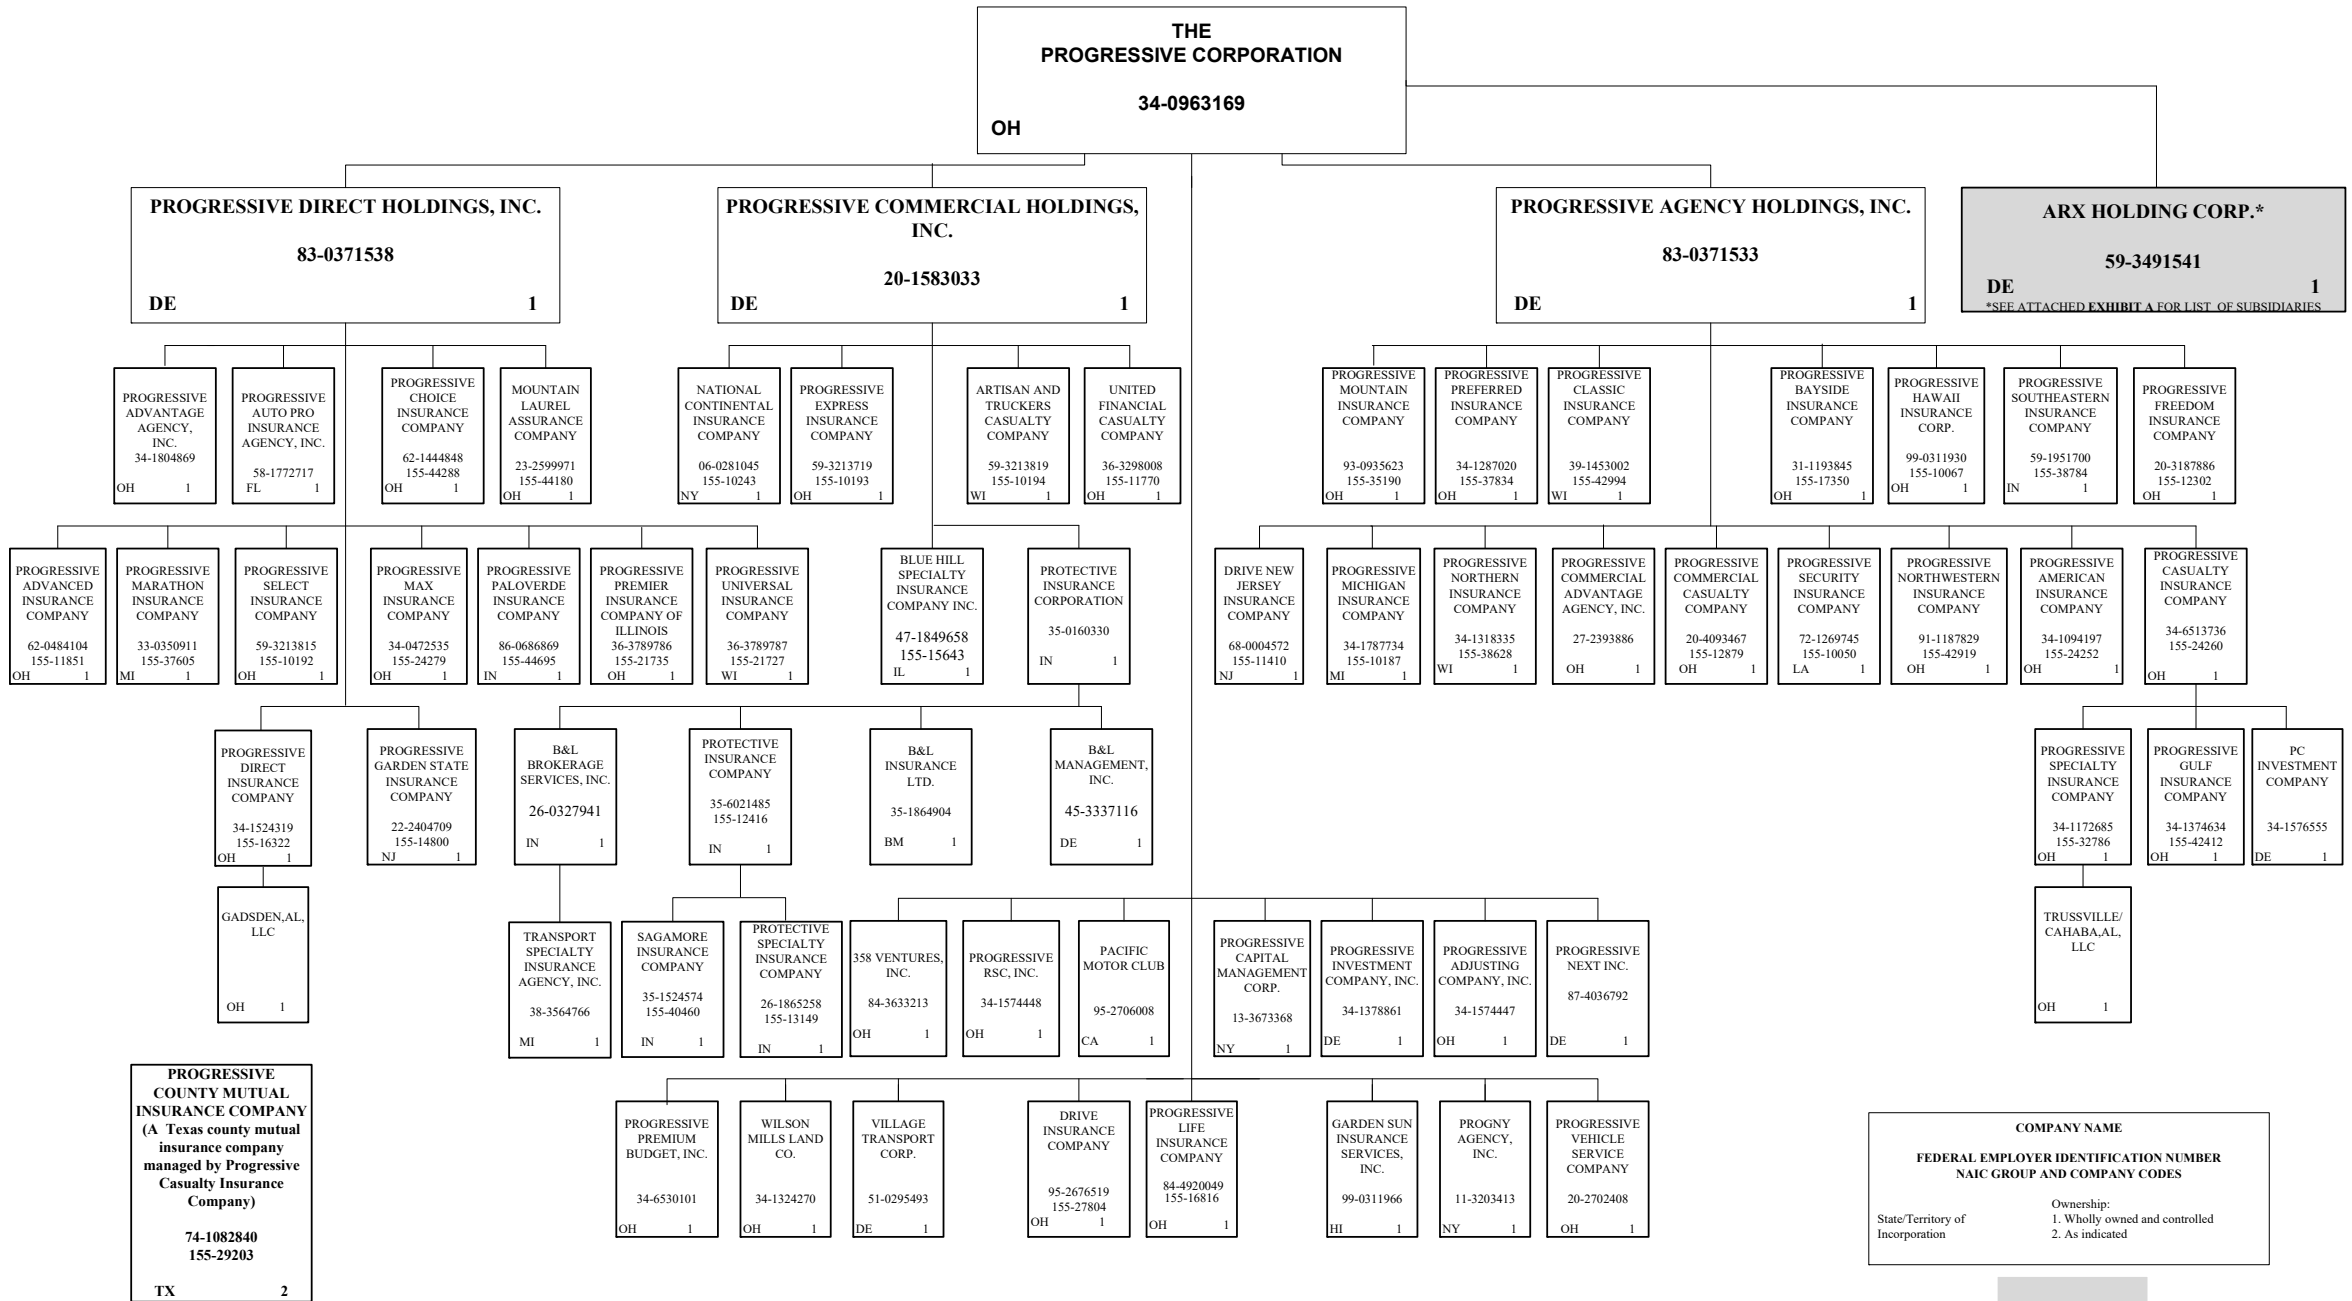 THE
PROGRESSIVE CORPORATION
34-0963169
OH
PROGRESSIVE DIRECT HOLDINGS, INC.
83-0371538
DE 1
PROGRESSIVE COMMERCIAL HOLDINGS,
INC.
20-1583033
DE 1
PROGRESSIVE AGENCY HOLDINGS, INC.
83-0371533
DE 1
ARX HOLDING CORP.*
59-3491541
DE 1
*SEE ATTACHED EXHIBIT A FOR LIST OF SUBSIDIARIES
PROGRESSIVE
ADVANTAGE
AGENCY,
INC.
34-1804869
OH 1
PROGRESSIVE
AUTO PRO
INSURANCE
AGENCY, INC.
58-1772717
FL 1
PROGRESSIVE
CHOICE
INSURANCE
COMPANY
62-1444848
155-44288
OH 1
MOUNTAIN
LAUREL
ASSURANCE
COMPANY
23-2599971
155-44180
OH 1
NATIONAL
CONTINENTAL
INSURANCE
COMPANY
06-0281045
155-10243
NY 1
PROGRESSIVE
EXPRESS
INSURANCE
COMPANY
59-3213719
155-10193
OH 1
ARTISAN AND
TRUCKERS
CASUALTY
COMPANY
59-3213819
155-10194
WI 1
UNITED
FINANCIAL
CASUALTY
COMPANY
36-3298008
155-11770
OH 1
PROGRESSIVE
MOUNTAIN
INSURANCE
COMPANY
93-0935623
155-35190
OH 1
PROGRESSIVE
PREFERRED
INSURANCE
COMPANY
34-1287020
155-37834
OH 1
PROGRESSIVE
CLASSIC
INSURANCE
COMPANY
39-1453002
155-42994
WI 1
PROGRESSIVE
BAYSIDE
INSURANCE
COMPANY
31-1193845
155-17350
OH 1
PROGRESSIVE
HAWAII
INSURANCE
CORP.
99-0311930
155-10067
OH 1
PROGRESSIVE
SOUTHEASTERN
INSURANCE
COMPANY
59-1951700
155-38784
IN 1
PROGRESSIVE
FREEDOM
INSURANCE
COMPANY
20-3187886
155-12302
OH 1
PROGRESSIVE
ADVANCED
INSURANCE
COMPANY
62-0484104
155-11851
OH 1
PROGRESSIVE
MARATHON
INSURANCE
COMPANY
33-0350911
155-37605
MI 1
PROGRESSIVE
SELECT
INSURANCE
COMPANY
59-3213815
155-10192
OH 1
PROGRESSIVE
MAX
INSURANCE
COMPANY
34-0472535
155-24279
OH 1
PROGRESSIVE
PALOVERDE
INSURANCE
COMPANY
86-0686869
155-44695
IN 1
PROGRESSIVE
PREMIER
INSURANCE
COMPANY OF
ILLINOIS
36-3789786
155-21735
OH 1
PROGRESSIVE
UNIVERSAL
INSURANCE
COMPANY
36-3789787
155-21727
WI 1
BLUE HILL
SPECIALTY
INSURANCE
COMPANY INC.
47-1849658
155-15643
IL 1
PROTECTIVE
INSURANCE
CORPORATION
35-0160330
IN 1
DRIVE NEW
JERSEY
INSURANCE
COMPANY
68-0004572
155-11410
NJ 1
PROGRESSIVE
MICHIGAN
INSURANCE
COMPANY
34-1787734
155-10187
MI 1
PROGRESSIVE
NORTHERN
INSURANCE
COMPANY
34-1318335
155-38628
WI 1
PROGRESSIVE
COMMERCIAL
ADVANTAGE
AGENCY, INC.
27-2393886
OH 1
PROGRESSIVE
COMMERCIAL
CASUALTY
COMPANY
20-4093467
155-12879
OH 1
PROGRESSIVE
SECURITY
INSURANCE
COMPANY
72-1269745
155-10050
LA 1
PROGRESSIVE
NORTHWESTERN
INSURANCE
COMPANY
91-1187829
155-42919
OH 1
PROGRESSIVE
AMERICAN
INSURANCE
COMPANY
34-1094197
155-24252
OH 1
PROGRESSIVE
CASUALTY
INSURANCE
COMPANY
34-6513736
155-24260
OH 1
PROGRESSIVE
DIRECT
INSURANCE
COMPANY
34-1524319
155-16322
OH 1
PROGRESSIVE
GARDEN STATE
INSURANCE
COMPANY
22-2404709
155-14800
NJ 1
B&L
BROKERAGE
SERVICES, INC.
26-0327941
IN 1
PROTECTIVE
INSURANCE
COMPANY
35-6021485
155-12416
IN 1
B&L
INSURANCE
LTD.
35-1864904
BM 1
B&L
MANAGEMENT,
INC.
45-3337116
DE 1
PROGRESSIVE
SPECIALTY
INSURANCE
COMPANY
34-1172685
155-32786
OH 1
PROGRESSIVE
GULF
INSURANCE
COMPANY
34-1374634
155-42412
OH 1
PC
INVESTMENT
COMPANY
34-1576555
DE 1
GADSDEN,AL,
LLC
OH 1
TRANSPORT
SPECIALTY
INSURANCE
AGENCY, INC.
38-3564766
MI 1
SAGAMORE
INSURANCE
COMPANY
35-1524574
155-40460
IN 1
PROTECTIVE
SPECIALTY
INSURANCE
COMPANY
26-1865258
155-13149
IN 1
358 VENTURES,
INC.
84-3633213
OH 1
PROGRESSIVE
RSC, INC.
34-1574448
OH 1
PACIFIC
MOTOR CLUB
95-2706008
CA 1
PROGRESSIVE
CAPITAL
MANAGEMENT
CORP.
13-3673368
NY 1
PROGRESSIVE
INVESTMENT
COMPANY, INC.
34-1378861
DE 1
PROGRESSIVE
ADJUSTING
COMPANY, INC.
34-1574447
OH 1
PROGRESSIVE
NEXT INC.
87-4036792
DE 1
TRUSSVILLE/
CAHABA,AL,
LLC
OH 1
PROGRESSIVE
COUNTY MUTUAL
INSURANCE COMPANY
(A Texas county mutual
insurance company
managed by Progressive
Casualty Insurance
Company)
74-1082840
155-29203
TX 2
PROGRESSIVE
PREMIUM
BUDGET, INC.
34-6530101
OH 1
WILSON
MILLS LAND
CO.
34-1324270
OH 1
VILLAGE
TRANSPORT
CORP.
51-0295493
DE 1
DRIVE
INSURANCE
COMPANY
95-2676519
155-27804
OH 1
PROGRESSIVE
LIFE
INSURANCE
COMPANY
84-4920049
155-16816
OH 1
GARDEN SUN
INSURANCE
SERVICES,
INC.
99-0311966
HI 1
PROGNY
AGENCY,
INC.
11-3203413
NY 1
PROGRESSIVE
VEHICLE
SERVICE
COMPANY
20-2702408
OH 1
COMPANY NAME
FEDERAL EMPLOYER IDENTIFICATION NUMBER
NAIC GROUP AND COMPANY CODES
Ownership:
State/Territory of 1. Wholly owned and controlled
Incorporation 2. As indicated